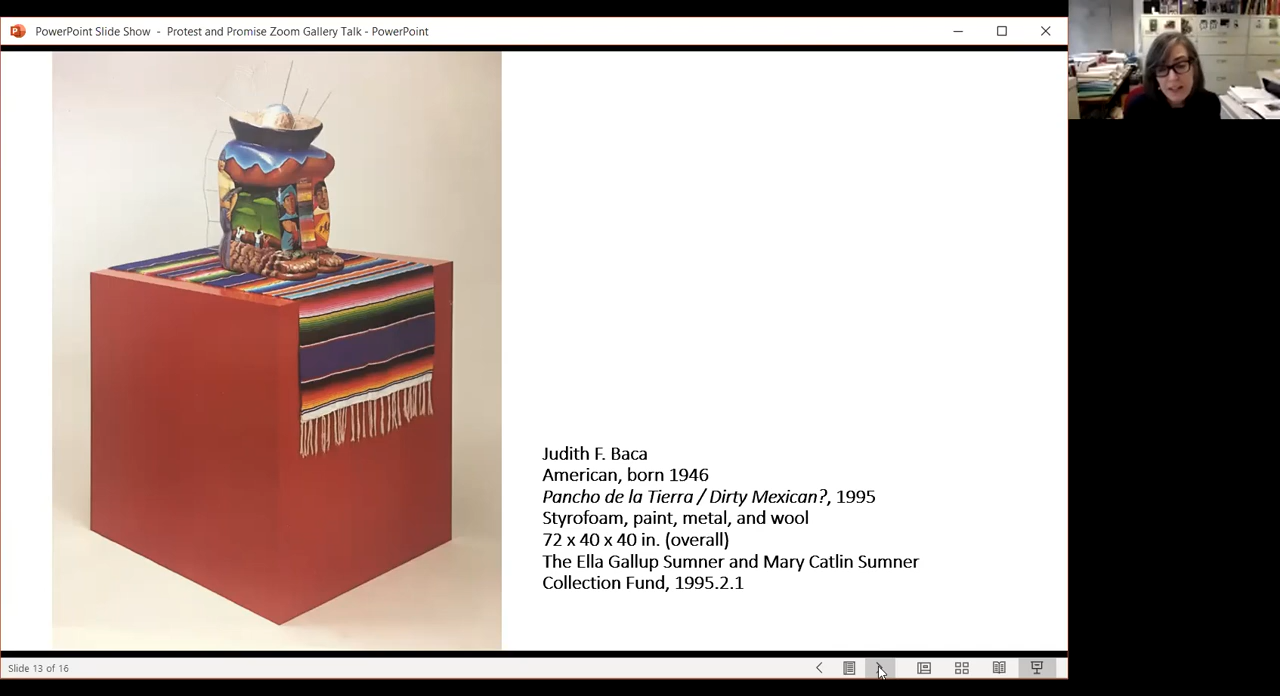 PowerPoint Slide Show - Protest and Promise Zoom Gallery Talk - PowerPoint
Judith F. Baca
American, born 1946
Pancho de la Tierra / Dirty Mexican?, 1995
Styrofoam, paint, metal, and wool
72 x 40 x 40 in. (overall)
The Ella Gallup Sumner and Mary Catlin Sumner
Collection Fund, 1995.2.1
Slide 13 of 16